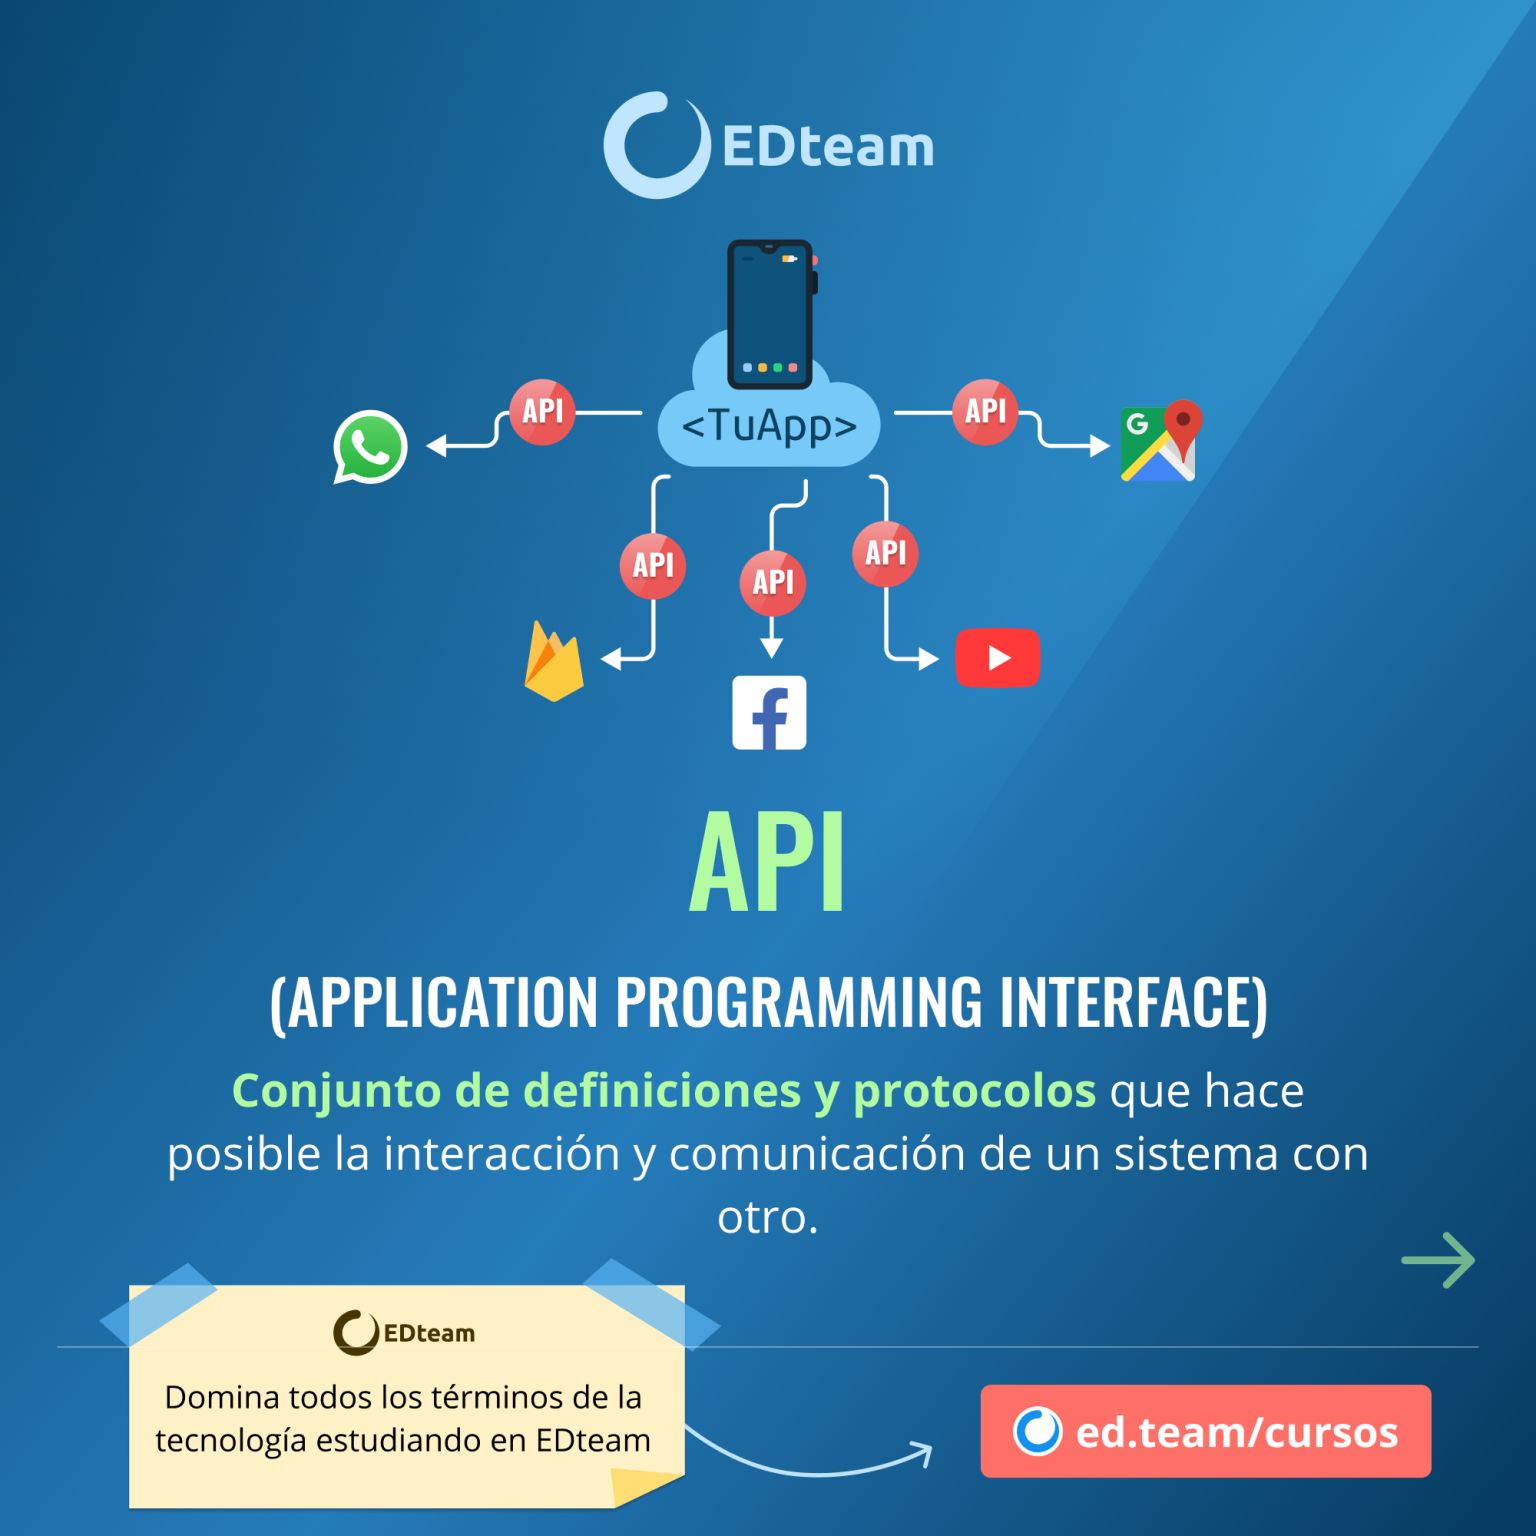 EDteam
<TuApp>
API
API
API
API
API
G
API
(APPLICATION PROGRAMMING INTERFACE)
Conjunto de definiciones y protocolos que hace
posible la interacción y comunicación de un sistema con
otro.
EDteam
Domina todos los términos de la
tecnología estudiando en EDteam
ed.team/cursos